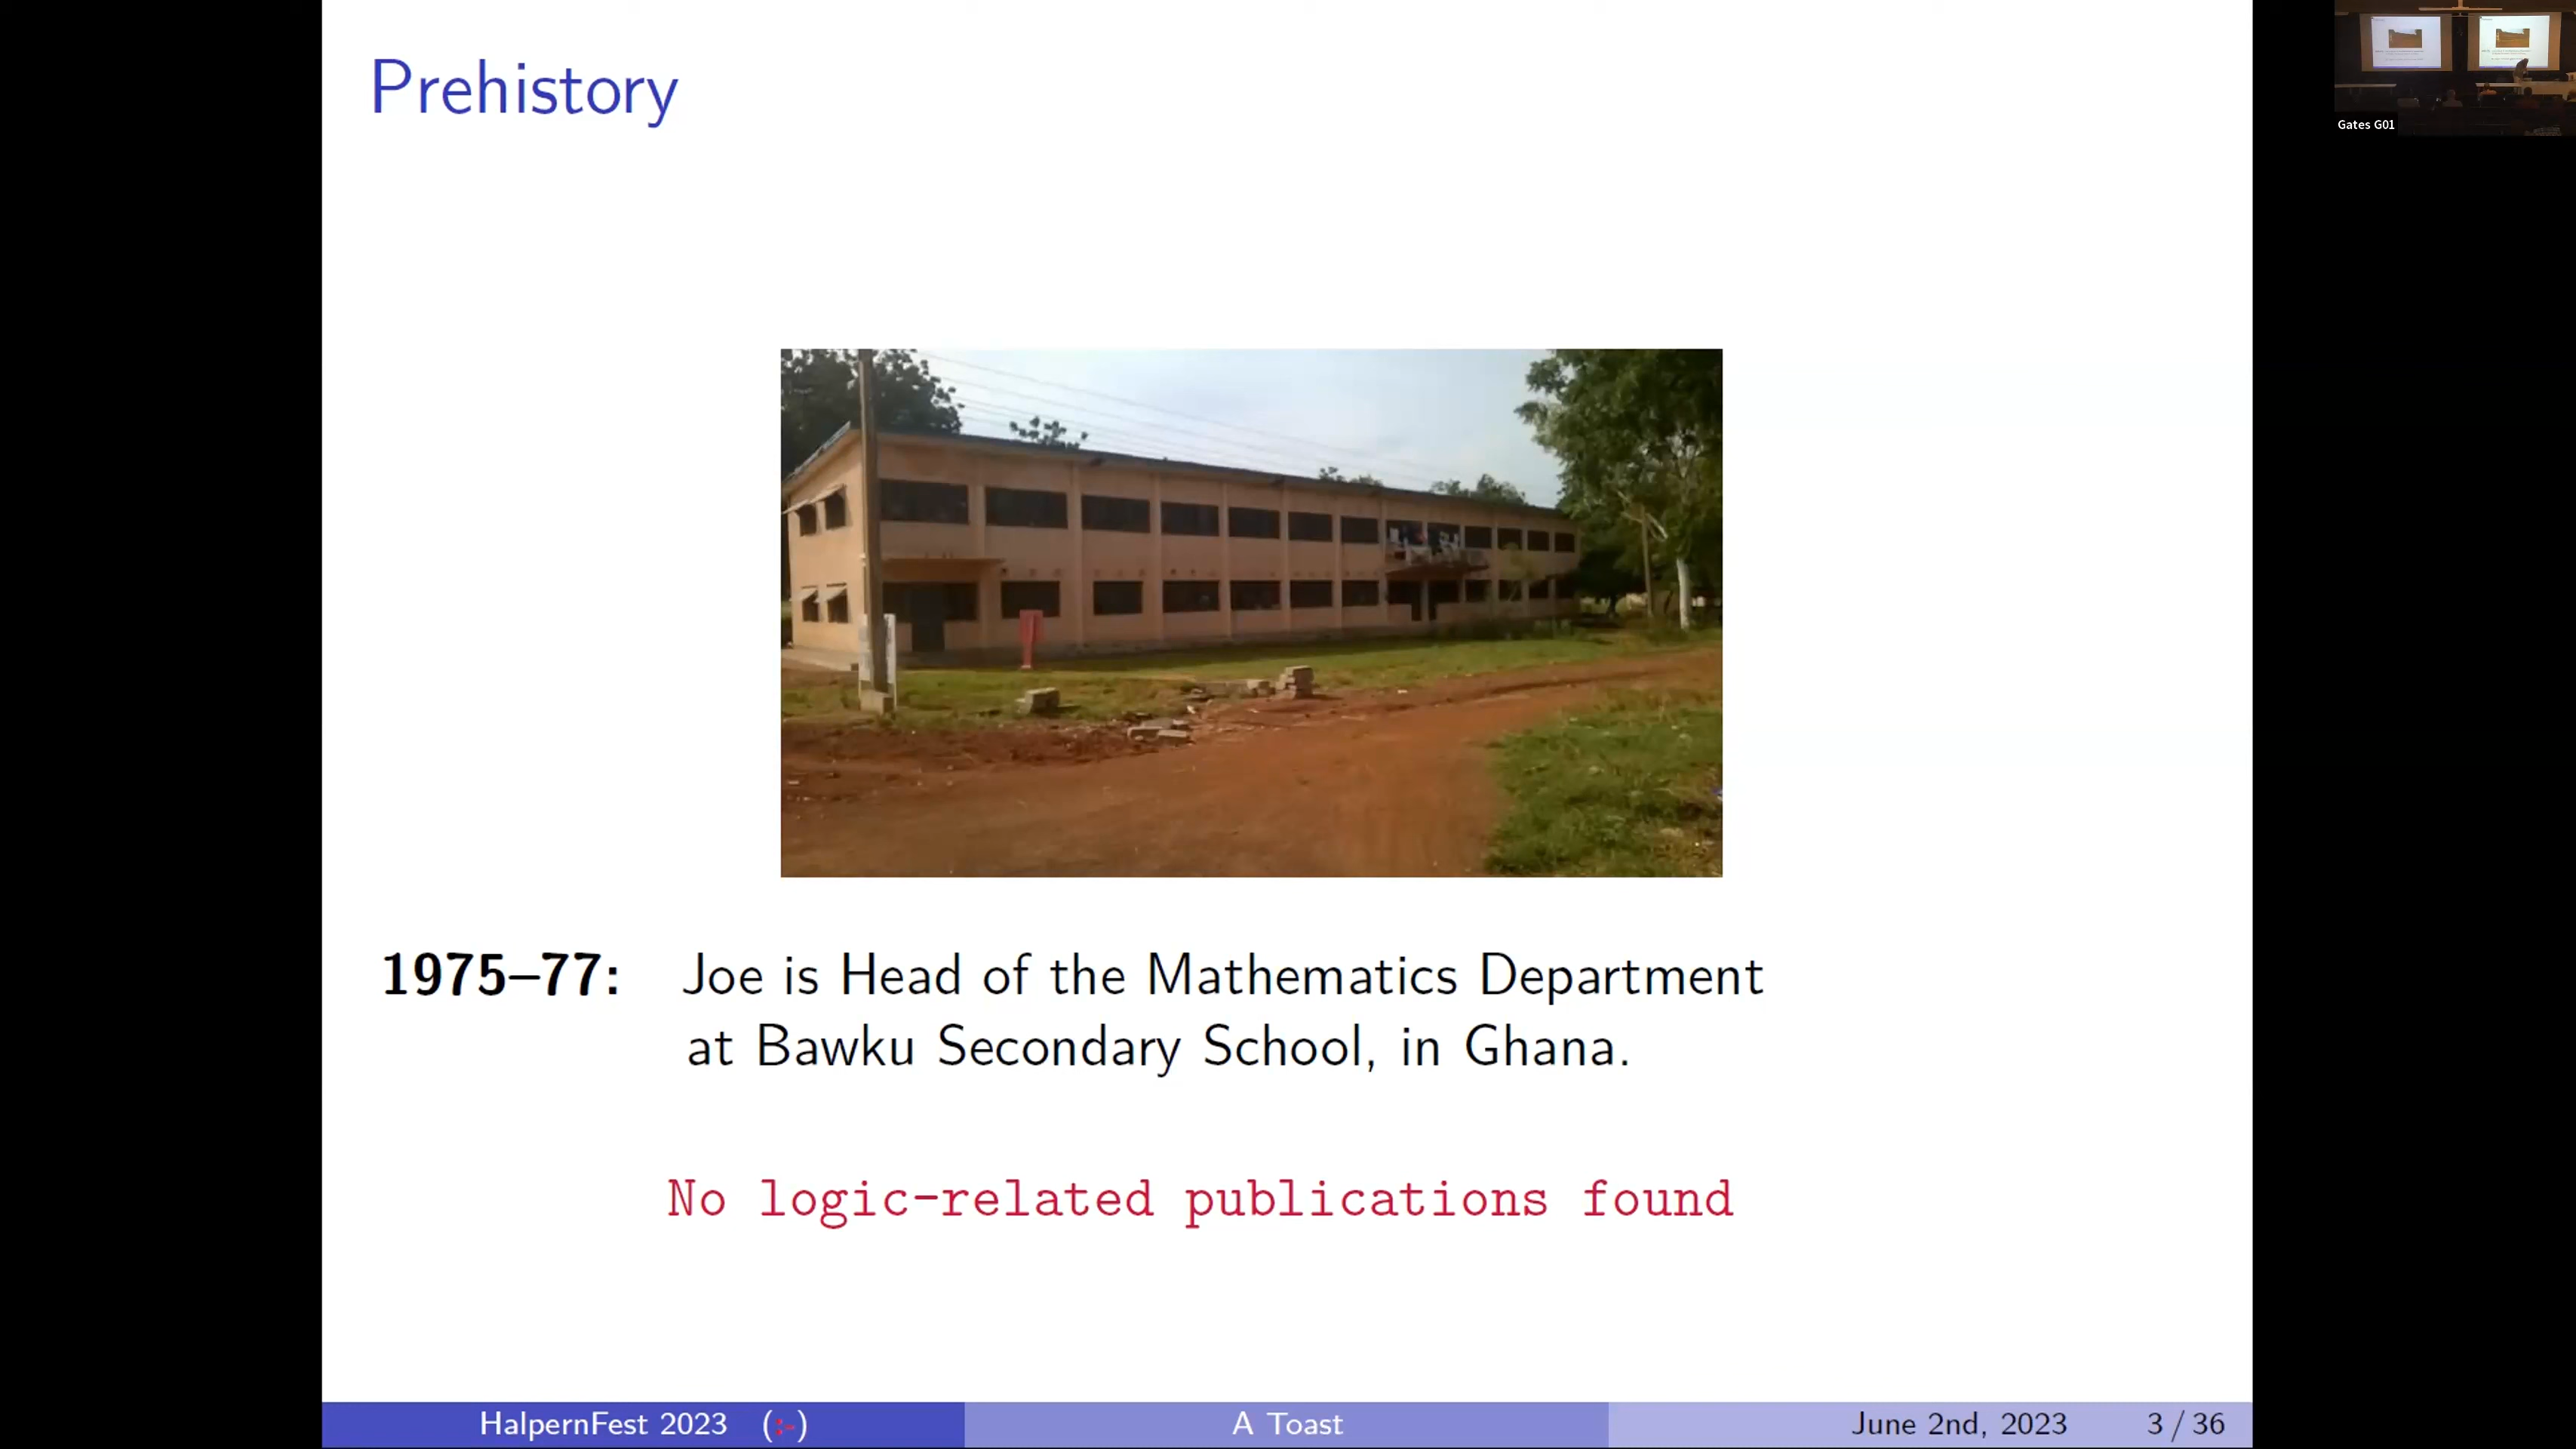 Prehistory
Gates G01
1975–77: Joe is Head of the Mathematics Department
at Bawku Secondary School, in Ghana.
No logic-related publications found
HalpernFest 2023 (:-) A Toast June 2nd, 2023 3 / 36